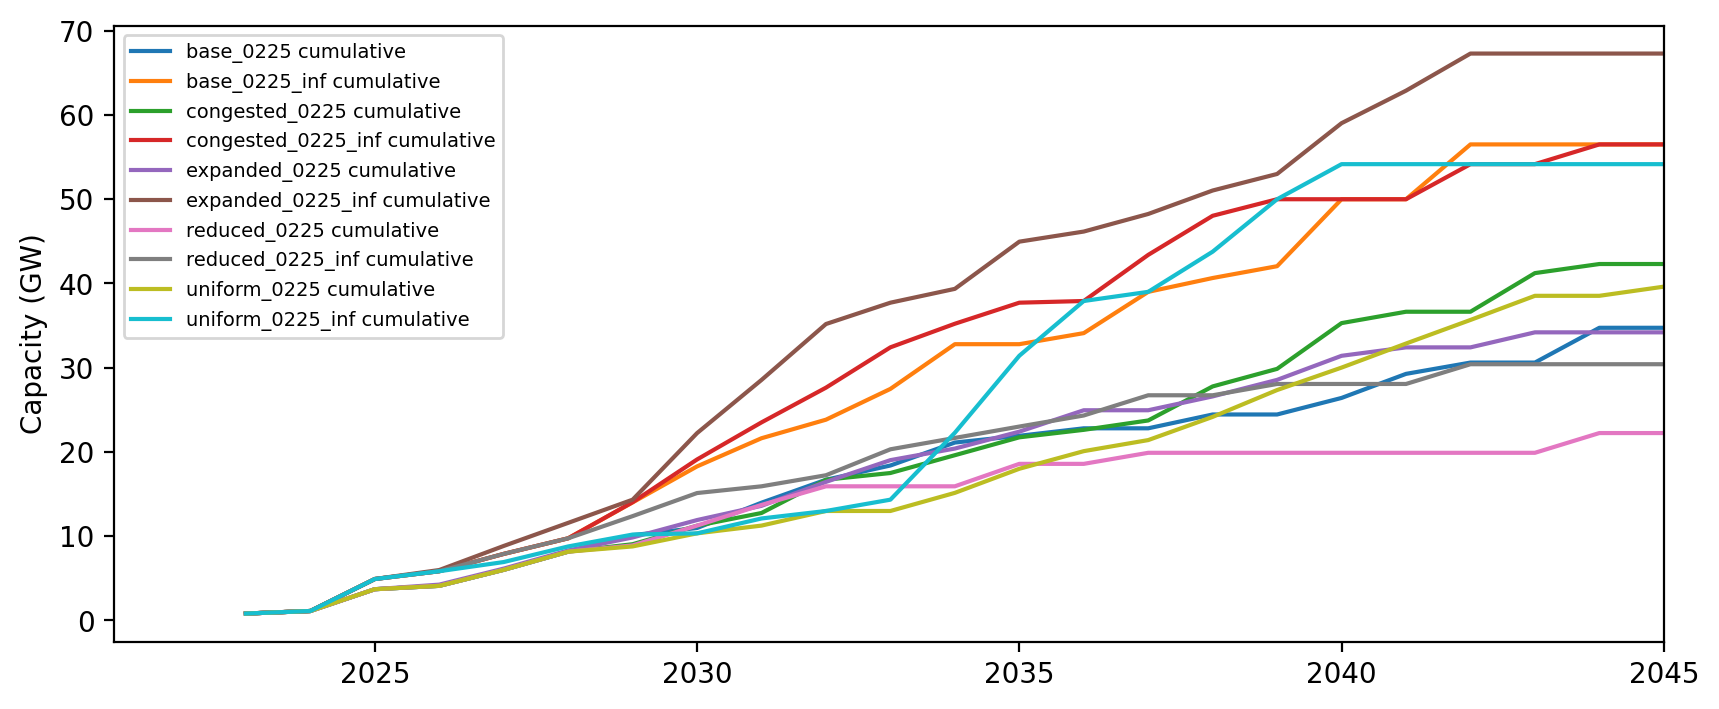 70
60
50
40
30
20
10
0
Capacity (GW)
base_0225 cumulative
base_0225_inf cumulative
congested_0225 cumulative
congested_0225_inf cumulative
expanded_0225 cumulative
expanded_0225_inf cumulative
reduced_0225 cumulative
reduced_0225_inf cumulative
uniform_0225 cumulative
uniform_0225_inf cumulative
2025 2030 2035 2040 2045